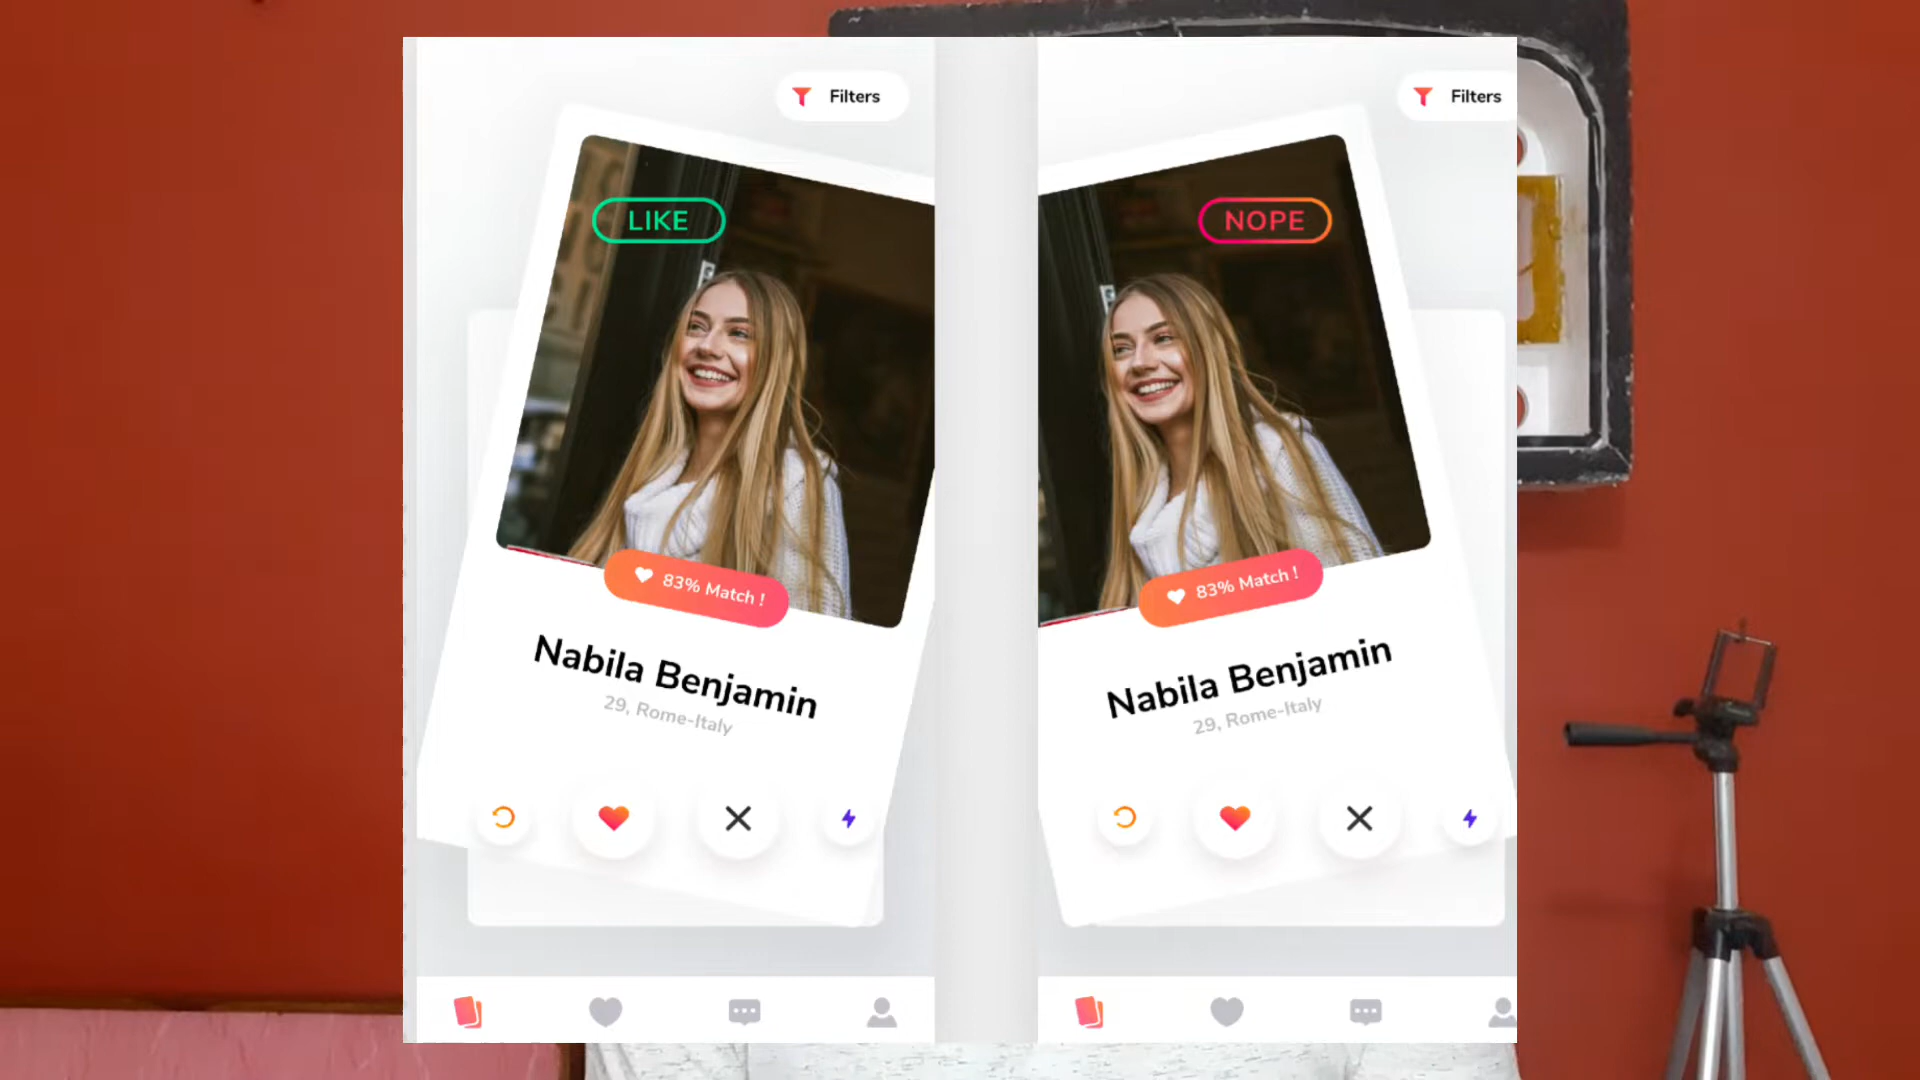 Filters
LIKE
83% Match !
Nabila Benjamin
29, Rome-Italy
Filters
NOPE
83% Match !
Nabila Benjamin
29, Rome-Italy